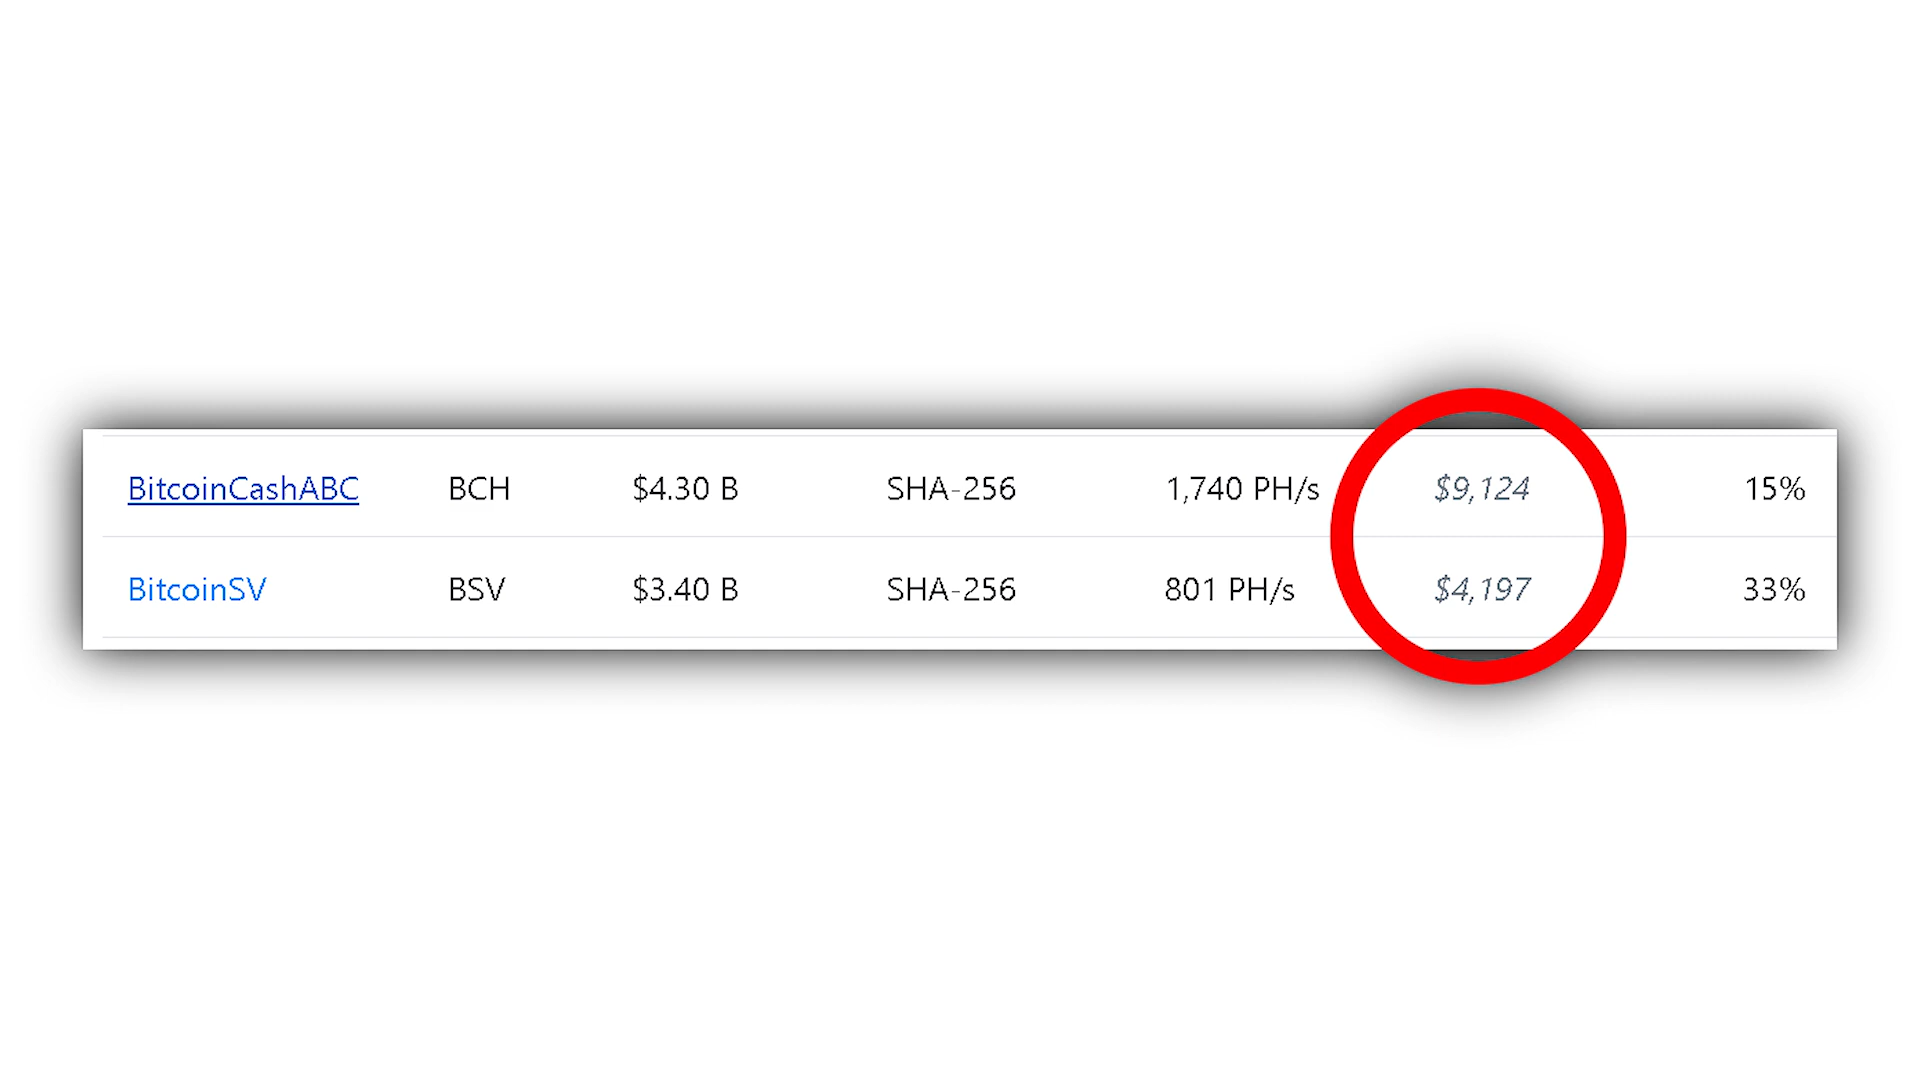 BitcoinCashABC BCH $4.30 B SHA-256 1,740 PH/s $9,124 15%
BitcoinSV BSV $3.40 B SHA-256 801 PH/s $4,197 33%